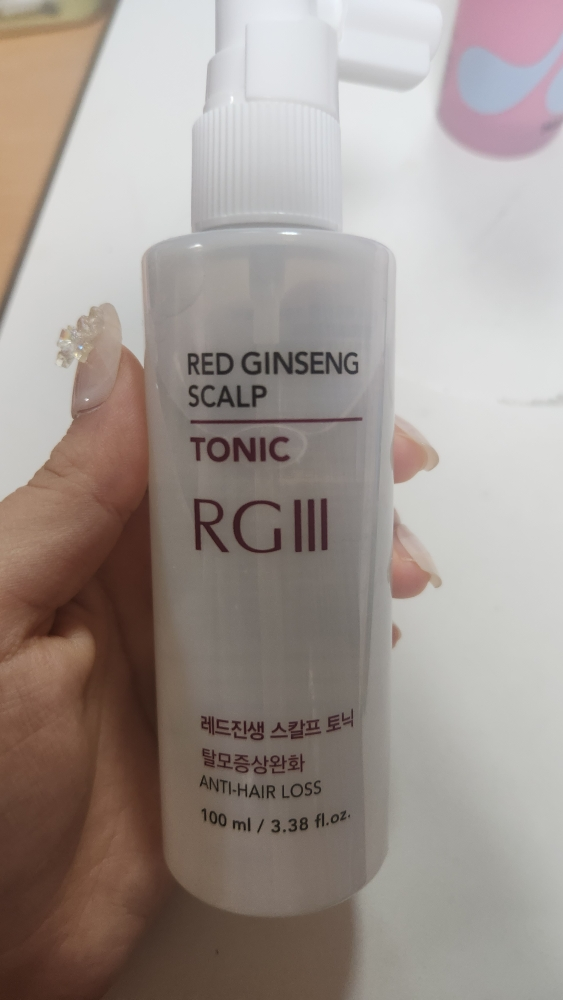 RED GINSENG
SCALP
TONIC
RGIII
레드진생 스칼프 토닉
탈모증상완화
ANTI-HAIR LOSS
100 ml / 3.38 fl.oz.